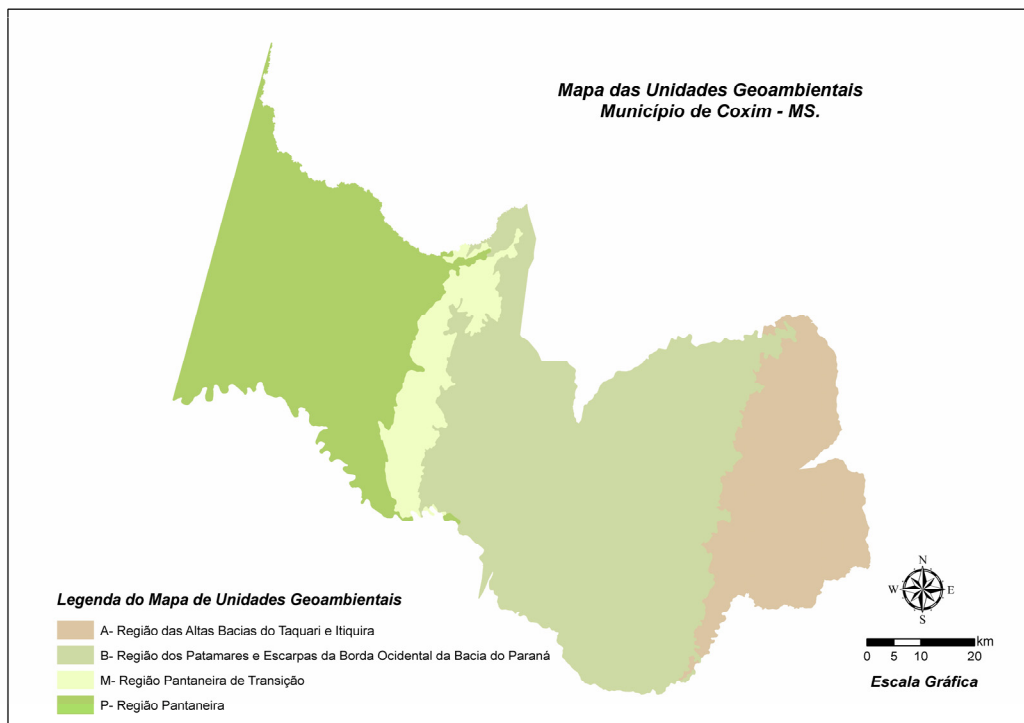 Mapa das Unidades Geoambientais
Município de Coxim - MS.
Legenda do Mapa de Unidades Geoambientais
A- Região das Altas Bacias do Taquari e Itiquira
B- Região dos Patamares e Escarpas da Borda Ocidental da Bacia do Paraná
M- Região Pantaneira de Transição
P- Região Pantaneira
N
W E
S
km
0 5 10 20
Escala Gráfica